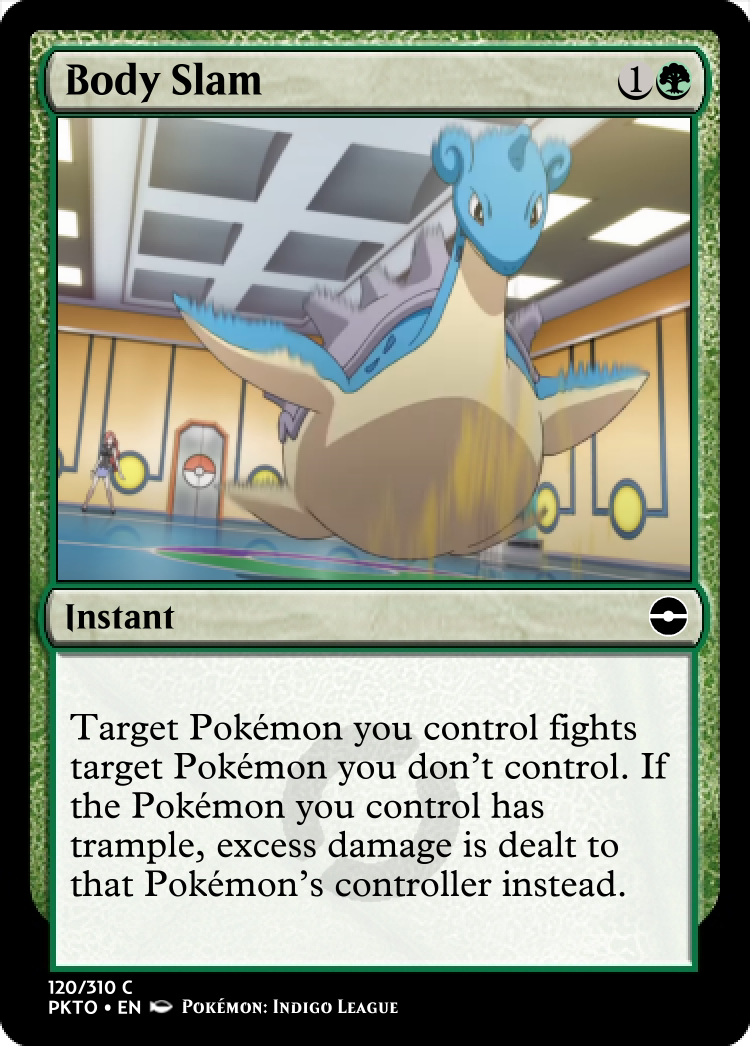 Body Slam 1
Instant
Target Pokémon you control fights
target Pokémon you don't control. If
the Pokémon you control has
trample, excess damage is dealt to
that Pokémon's controller instead.
120/310 C
PKTO • EN Pokémon: Indigo League